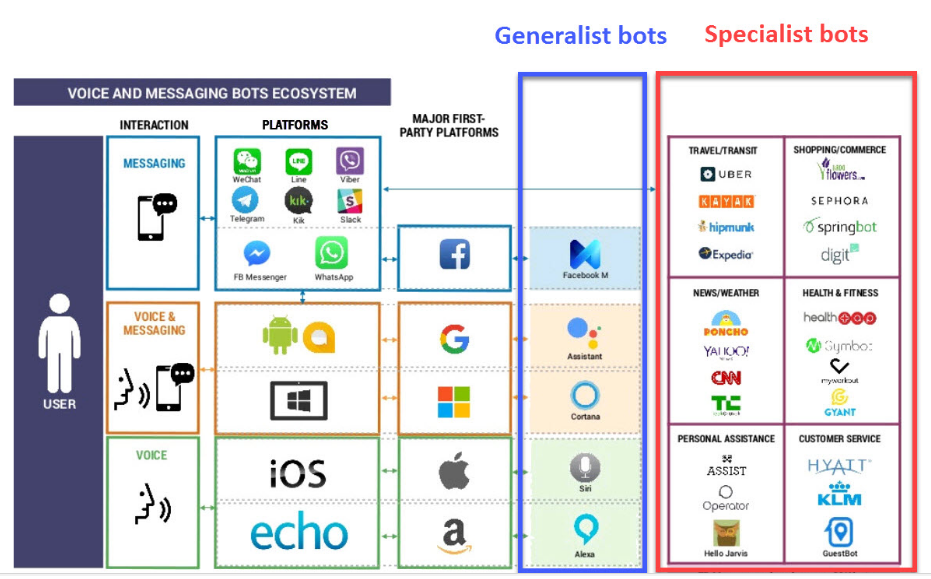 Generalist bots
Specialist bots
VOICE AND MESSAGING BOTS ECOSYSTEM
INTERACTION
PLATFORMS
MAJOR FIRST-
PARTY PLATFORMS
USER
MESSAGING
WeChat
Line
Viber
Telegram
kik·
Kik
Slack
FB Messenger
WhatsApp
Facebook M
VOICE &
MESSAGING
Assistant
Cortana
VOICE
iOS
Siri
echo
a
Alexa
TRAVEL/TRANSIT
UBER
KAYAK
hipmunk
Expedia
SHOPPING/COMMERCE
flowers
SEPHORA
springbot
digit
NEWS/WEATHER
PONCHO
YAHOO!
CNN
TC
HEALTH & FITNESS
health tap
Gymbot
myworkout
GYANT
PERSONAL ASSISTANCE
ASSIST
Operator
Hello Jarvis
CUSTOMER SERVICE
HYATT
KLM
GuestBot